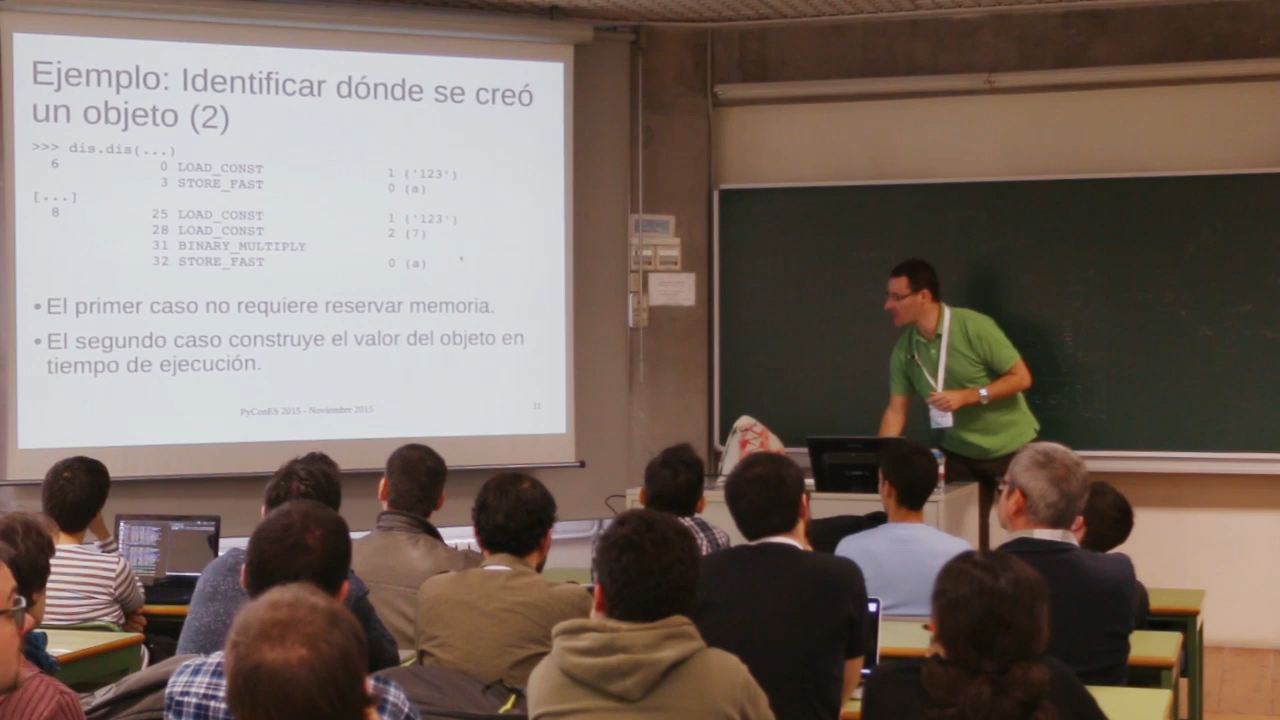 Ejemplo: Identificar dónde se creó
un objeto (2)
>>> dis.dis(...)
6 0 LOAD_CONST 1 ('123')
3 STORE_FAST 0 (a)
[...]
8 25 LOAD_CONST 1 ('123')
28 LOAD_CONST 2 (7)
31 BINARY_MULTIPLY
32 STORE_FAST 0 (a)
• El primer caso no requiere reservar memoria.
• El segundo caso construye el valor del objeto en
tiempo de ejecución.
PyConES 2015 - Noviembre 2015 11